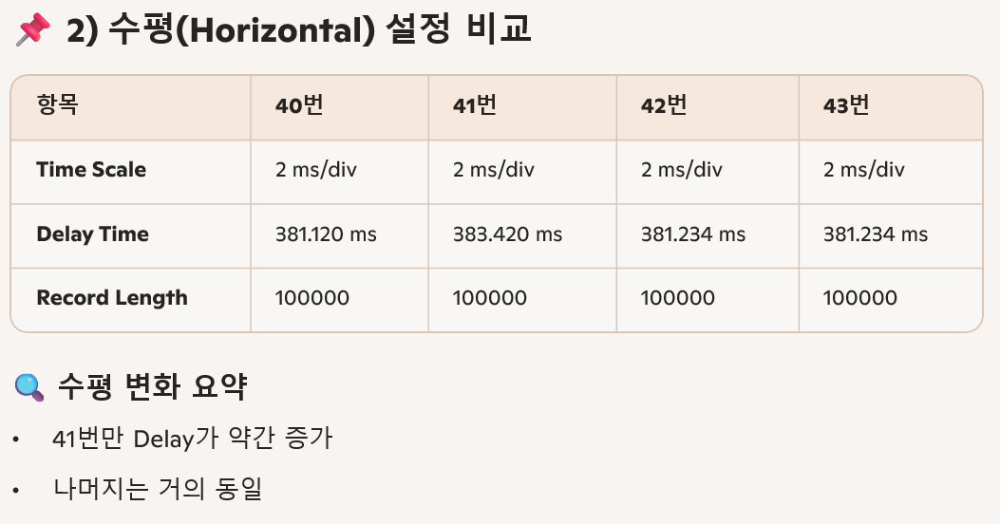 📌 2) 수평(Horizontal) 설정 비교
항목 40번 41번 42번 43번
Time Scale 2 ms/div 2 ms/div 2 ms/div 2 ms/div
Delay Time 381.120 ms 383.420 ms 381.234 ms 381.234 ms
Record Length 100000 100000 100000 100000
🔍 수평 변화 요약
• 41번만 Delay가 약간 증가
• 나머지는 거의 동일